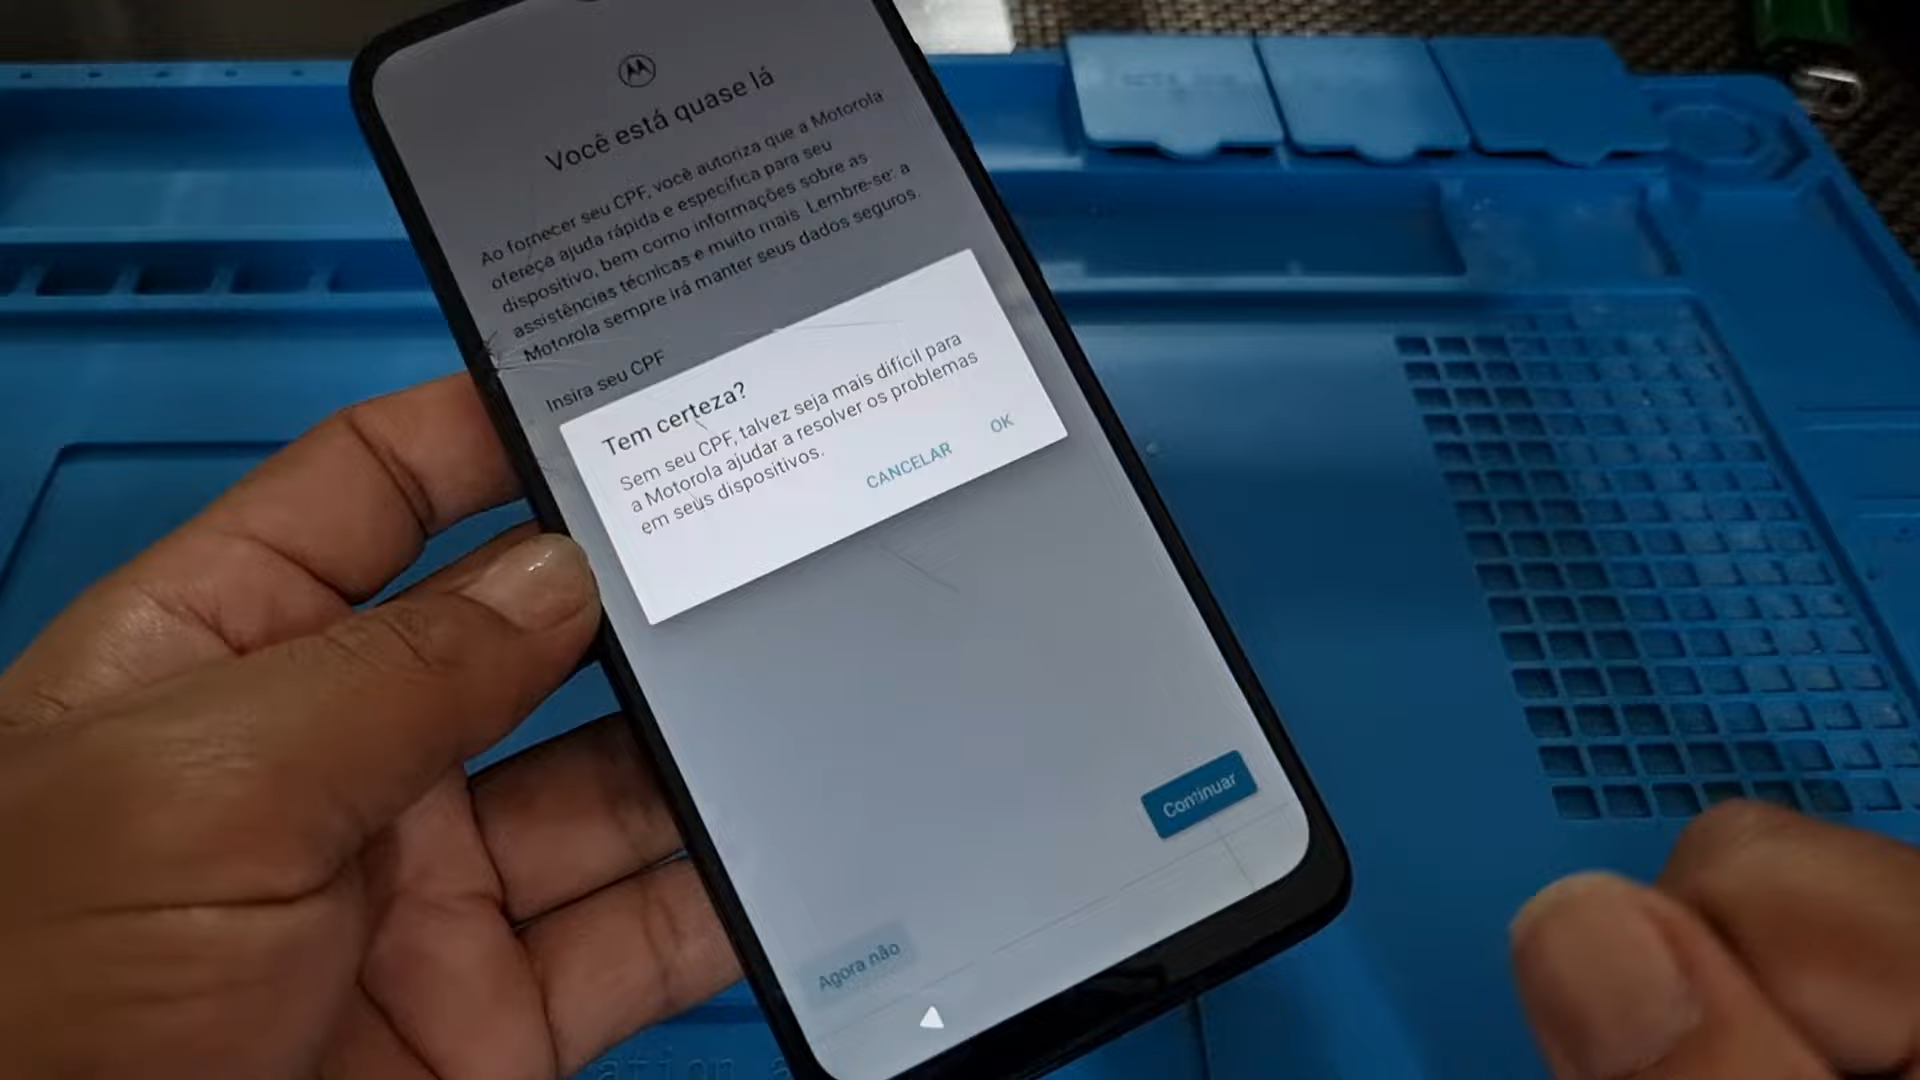 Você está quase lá
Ao fornecer seu CPF, você autoriza que a Motorola
ofereça ajuda rápida e específica para seu
dispositivo, bem como informações sobre as
assistências técnicas e muito mais. Lembre-se: a
Motorola sempre irá manter seus dados seguros.
Insira seu CPF
Tem certeza?
Sem seu CPF, talvez seja mais difícil para
a Motorola ajudar a resolver os problemas
em seus dispositivos.
CANCELAR
OK
Continuar
Agora não